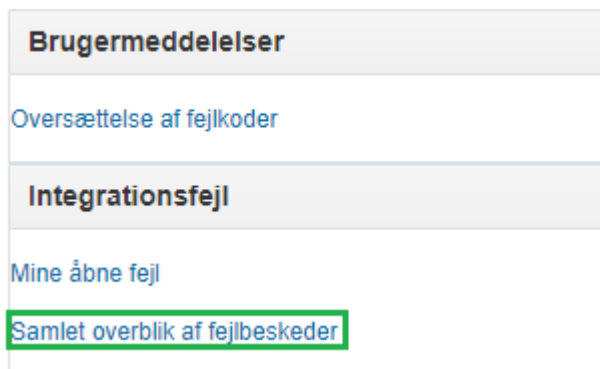 Brugermeddelelser
Oversættelse af fejlkoder
Integrationsfejl
Mine åbne fejl
Samlet overblik af fejlbeskeder